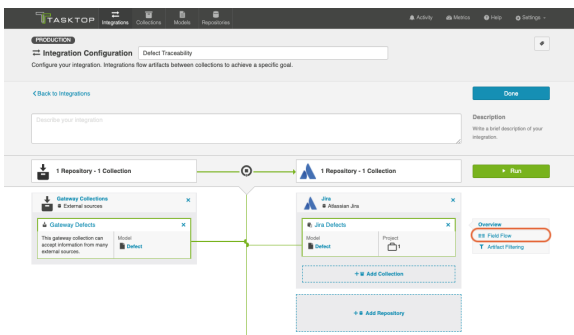 TASKTOP
Integrations
Collections
Models
Repositories
Activity
Metrics
Help
Settings
PRODUCTION
Integration Configuration
Defect Traceability
Configure your integration. Integrations flow artifacts between collections to achieve a specific goal.
Back to Integrations
Done
Describe your integration
Description
Write a brief description of your
integration.
1 Repository - 1 Collection
1 Repository - 1 Collection
Run
Gateway Collections
External sources
Gateway Defects
This gateway collection can
accept information from many
external sources.
Model
Defect
Jira
Atlassian Jira
Jira Defects
Model
Defect
Project
1
+ Add Collection
+ Add Repository
Overview
Field Flow
Artifact Filtering